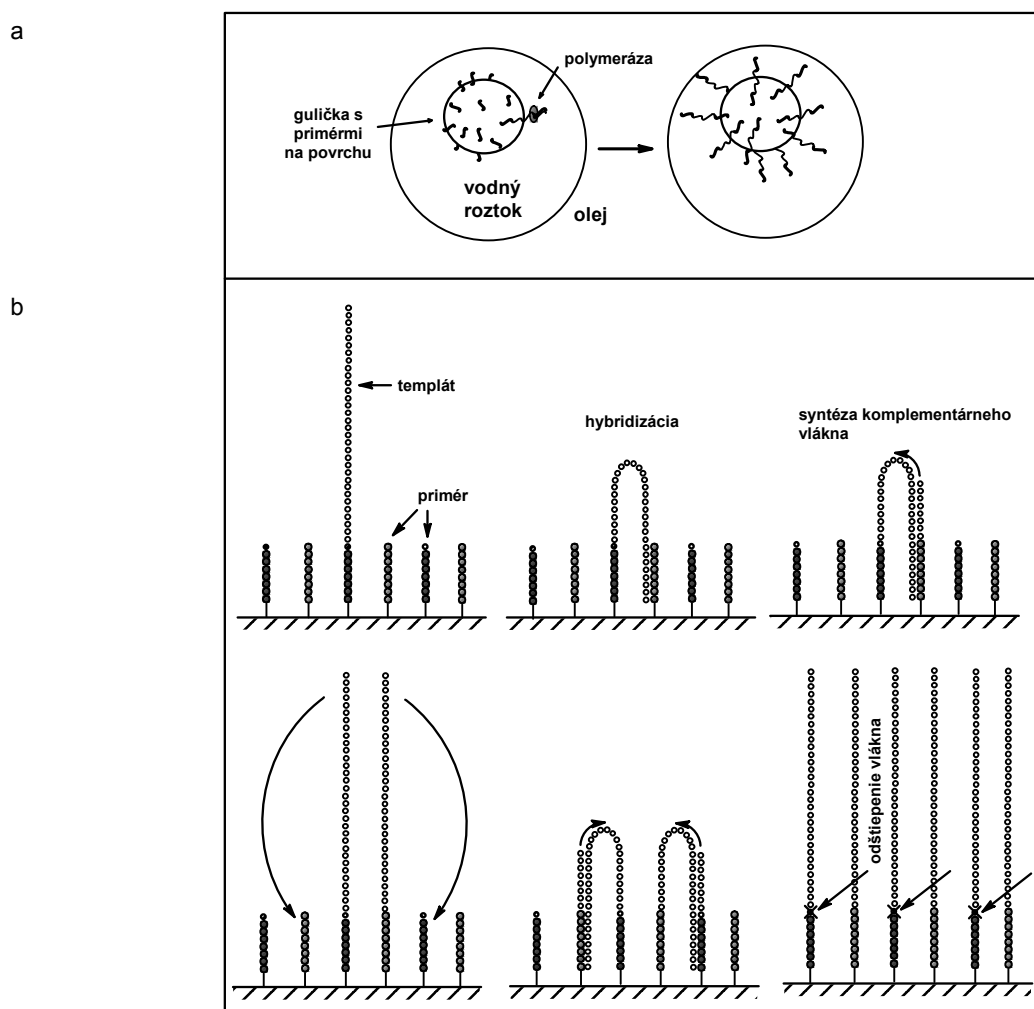 a
polymeráza
gulička s
primérmi
na povrchu
vodný
roztok
olej
b
templát
primér
hybridizácia
syntéza komplementárneho
vlákna
odštiepenie vlákna